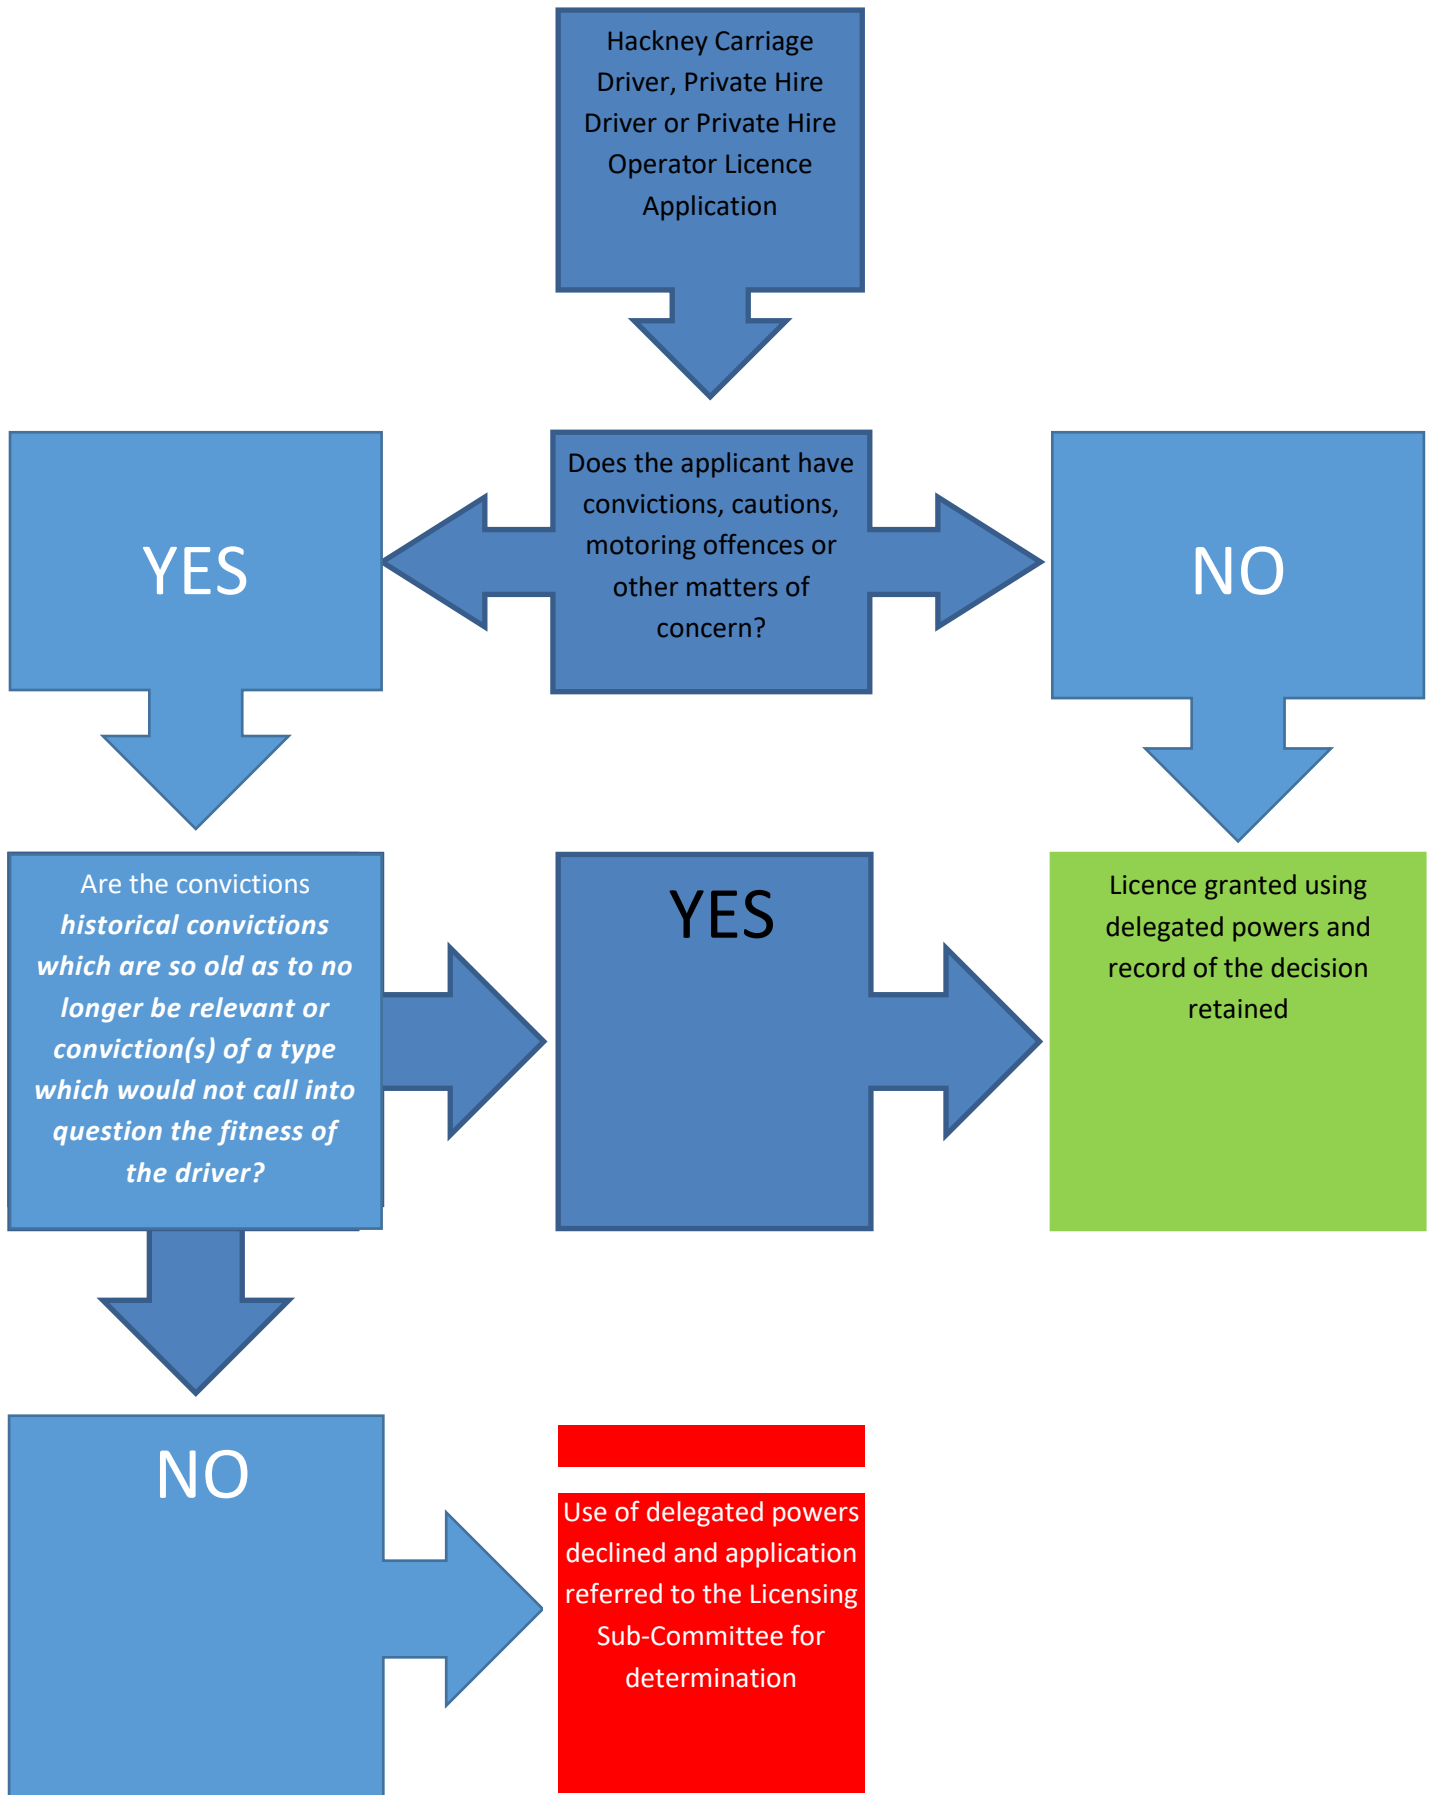 Hackney Carriage
Driver, Private Hire
Driver or Private Hire
Operator Licence
Application
YES
Does the applicant have
convictions, cautions,
motoring offences or
other matters of
concern?
NO
Are the convictions
historical convictions
which are so old as to no
longer be relevant or
conviction(s) of a type
which would not call into
question the fitness of
the driver?
YES
Licence granted using
delegated powers and
record of the decision
retained
NO
Use of delegated powers
declined and application
referred to the Licensing
Sub-Committee for
determination